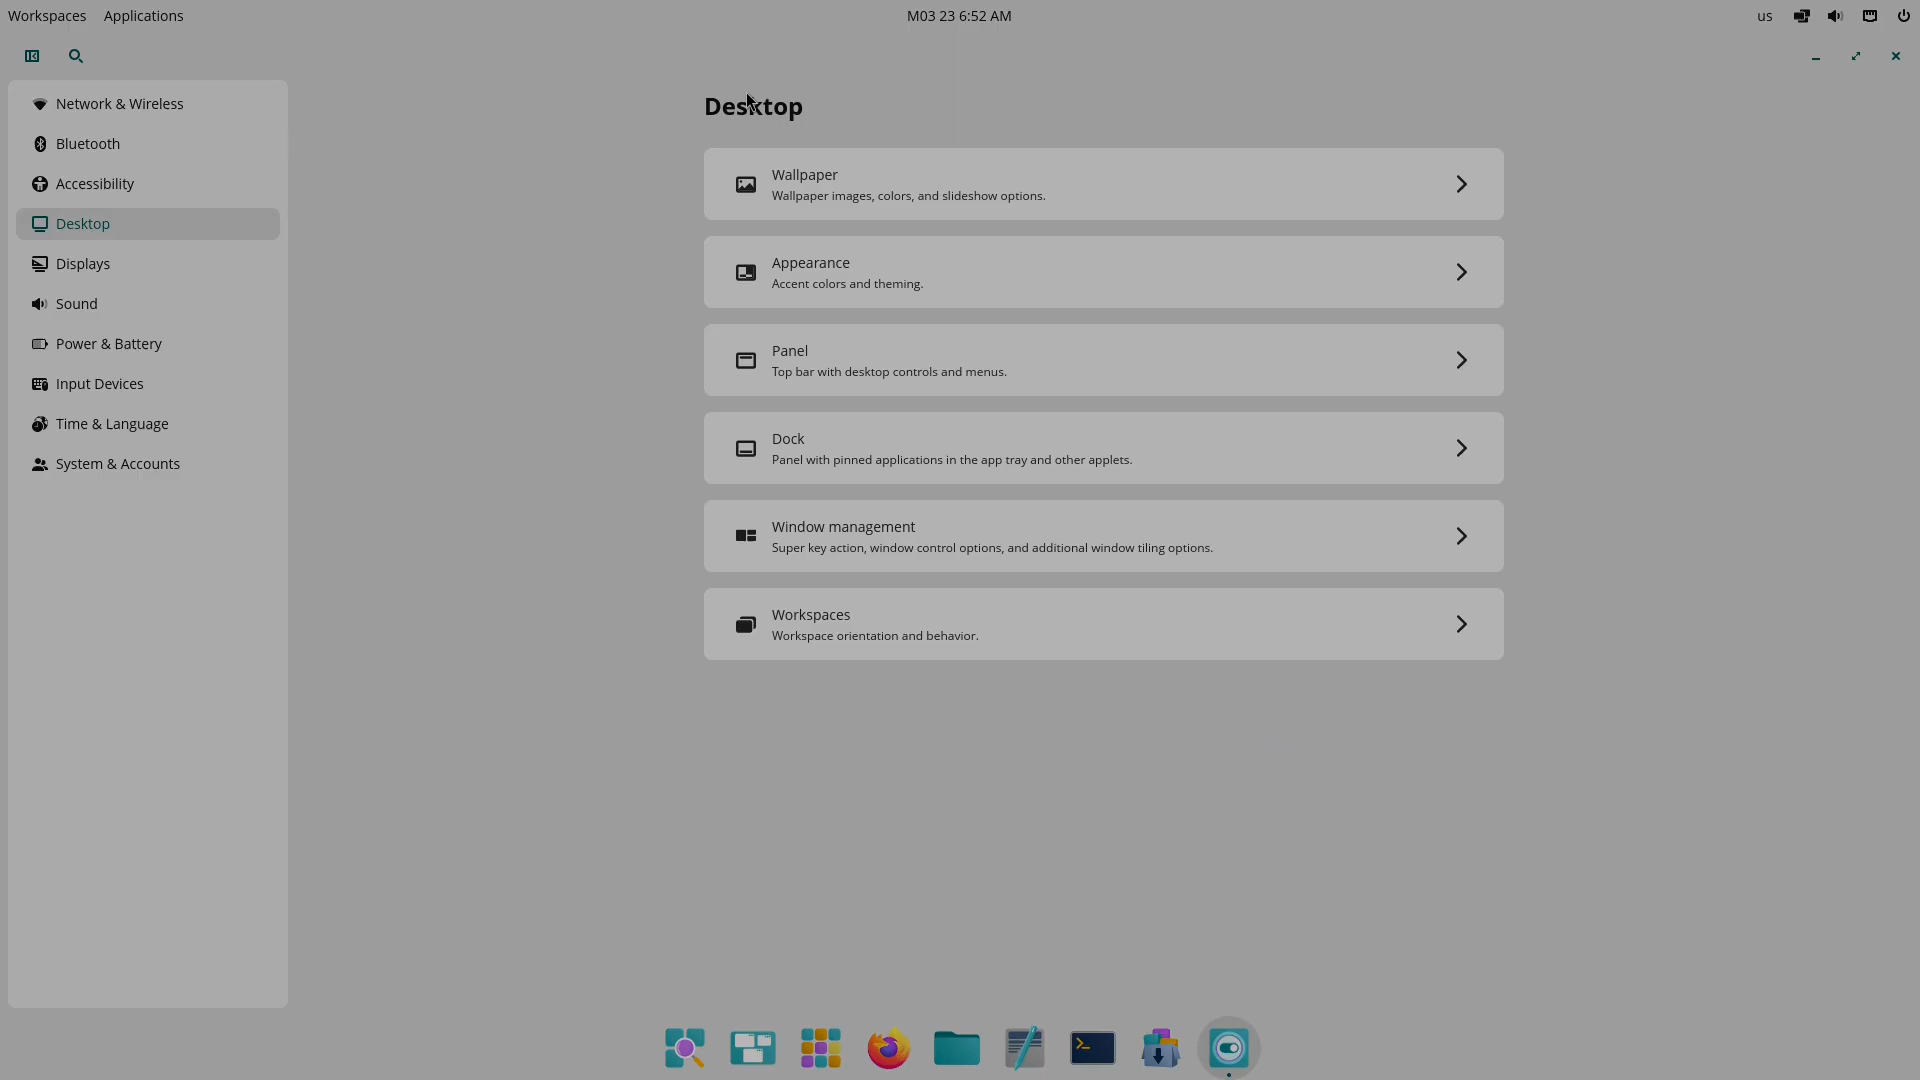 Workspaces Applications M03 23 6:52 AM us
Network & Wireless
Bluetooth
Accessibility
Desktop
Displays
Sound
Power & Battery
Input Devices
Time & Language
System & Accounts
Desktop
Wallpaper
Wallpaper images, colors, and slideshow options.
Appearance
Accent colors and theming.
Panel
Top bar with desktop controls and menus.
Dock
Panel with pinned applications in the app tray and other applets.
Window management
Super key action, window control options, and additional window tiling options.
Workspaces
Workspace orientation and behavior.